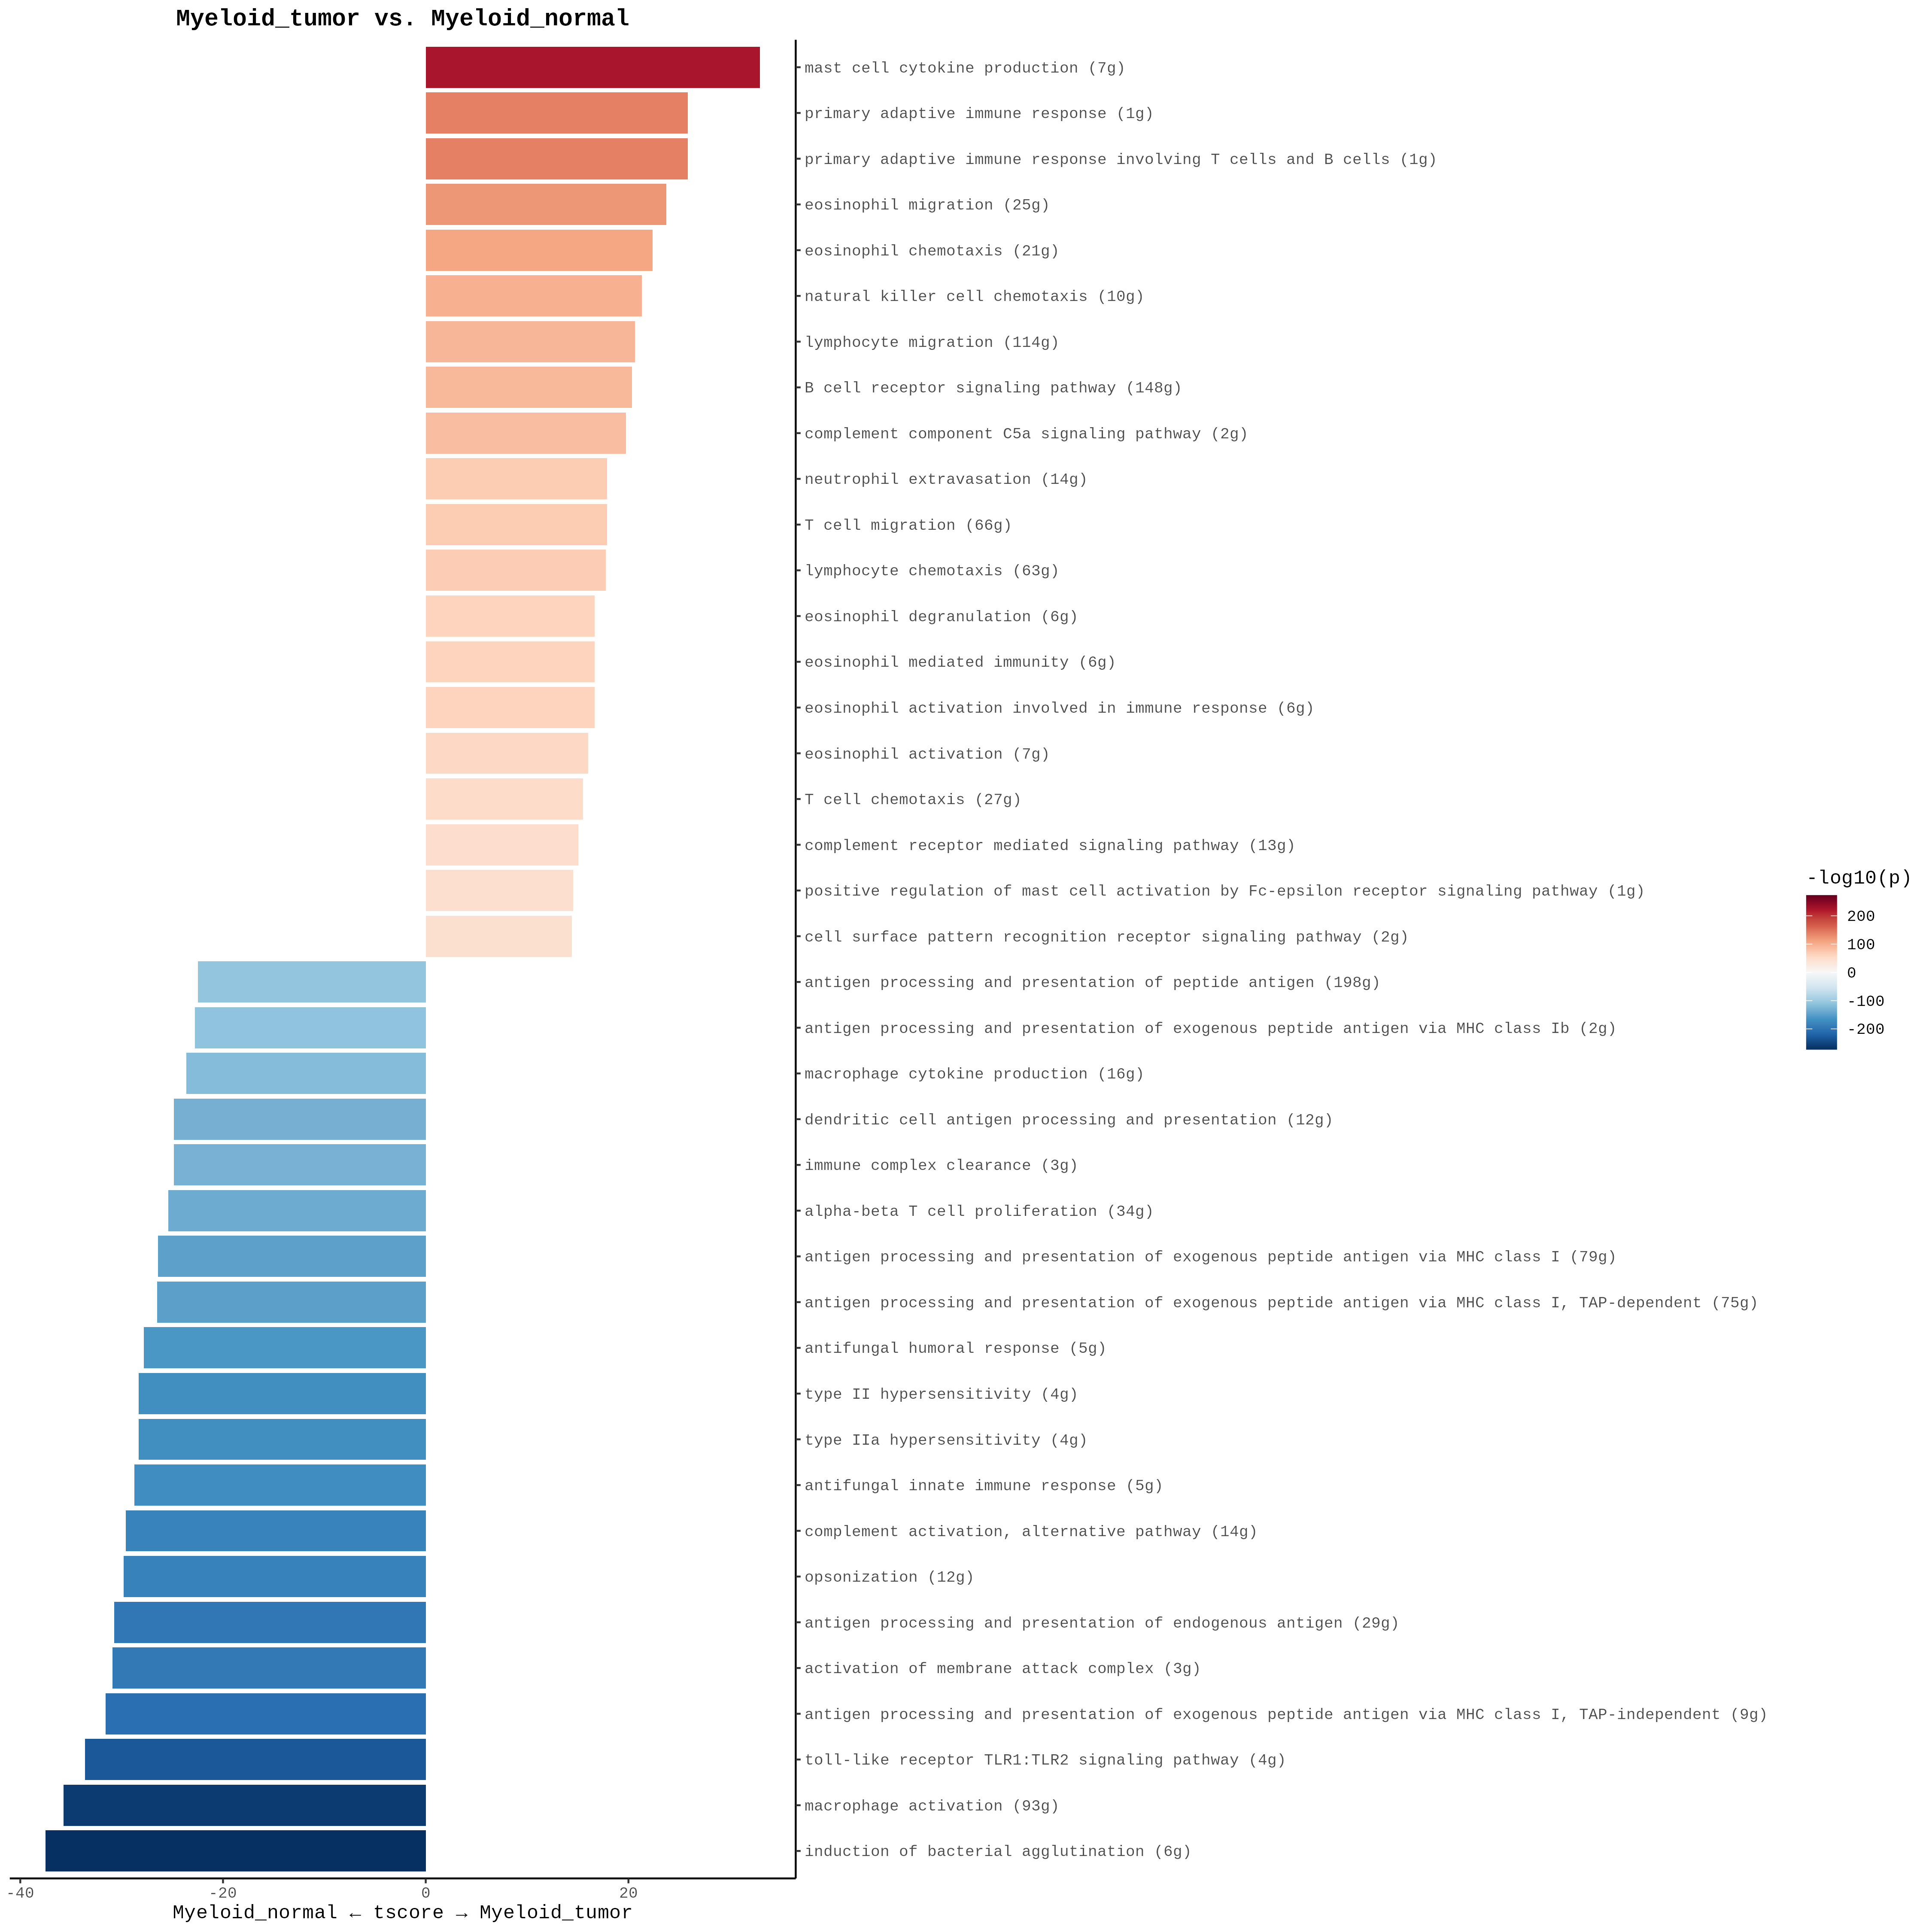 Myeloid_tumor vs. Myeloid_normal
mast cell cytokine production (7g)
primary adaptive immune response (1g)
primary adaptive immune response involving T cells and B cells (1g)
eosinophil migration (25g)
eosinophil chemotaxis (21g)
natural killer cell chemotaxis (10g)
lymphocyte migration (114g)
B cell receptor signaling pathway (148g)
complement component C5a signaling pathway (2g)
neutrophil extravasation (14g)
T cell migration (66g)
lymphocyte chemotaxis (63g)
eosinophil degranulation (6g)
eosinophil mediated immunity (6g)
eosinophil activation involved in immune response (6g)
eosinophil activation (7g)
T cell chemotaxis (27g)
complement receptor mediated signaling pathway (13g)
positive regulation of mast cell activation by Fc-epsilon receptor signaling pathway (1g)
cell surface pattern recognition receptor signaling pathway (2g)
antigen processing and presentation of peptide antigen (198g)
antigen processing and presentation of exogenous peptide antigen via MHC class Ib (2g)
macrophage cytokine production (16g)
dendritic cell antigen processing and presentation (12g)
immune complex clearance (3g)
alpha-beta T cell proliferation (34g)
antigen processing and presentation of exogenous peptide antigen via MHC class I (79g)
antigen processing and presentation of exogenous peptide antigen via MHC class I, TAP-dependent (75g)
antifungal humoral response (5g)
type II hypersensitivity (4g)
type IIa hypersensitivity (4g)
antifungal innate immune response (5g)
complement activation, alternative pathway (14g)
opsonization (12g)
antigen processing and presentation of endogenous antigen (29g)
activation of membrane attack complex (3g)
antigen processing and presentation of exogenous peptide antigen via MHC class I, TAP-independent (9g)
toll-like receptor TLR1:TLR2 signaling pathway (4g)
macrophage activation (93g)
induction of bacterial agglutination (6g)
-40 -20 0 20
Myeloid_normal ← tscore → Myeloid_tumor
-log10(p)
200
100
0
-100
-200